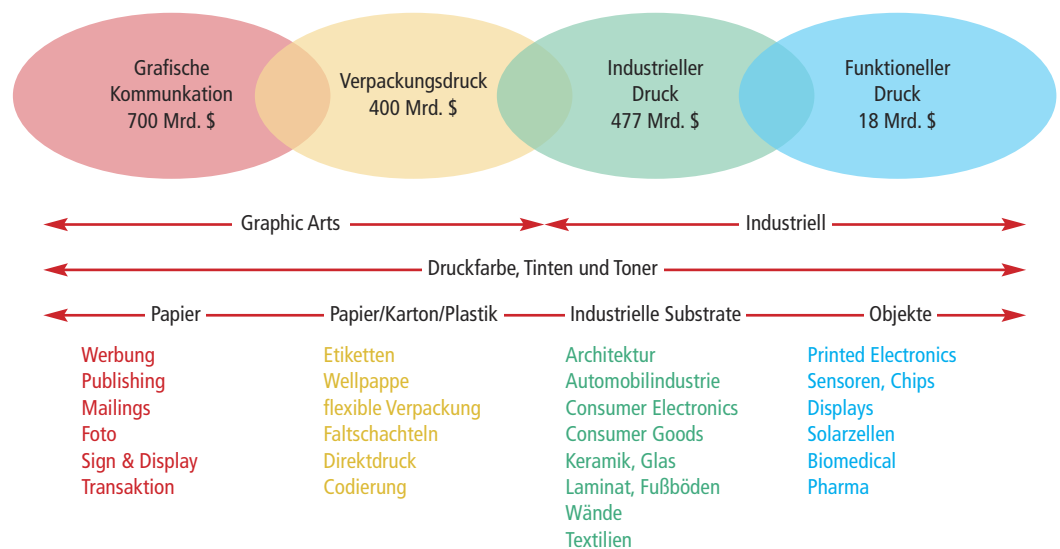 Grafische
Kommunkation
700 Mrd. $
Verpackungsdruck
400 Mrd. $
Industrieller
Druck
477 Mrd. $
Funktioneller
Druck
18 Mrd. $
Graphic Arts
Industriell
Druckfarbe, Tinten und Toner
Papier
Papier/Karton/Plastik
Industrielle Substrate
Objekte
Werbung
Publishing
Mailings
Foto
Sign & Display
Transaktion
Etiketten
Wellpappe
flexible Verpackung
Faltschachteln
Direktdruck
Codierung
Architektur
Automobilindustrie
Consumer Electronics
Consumer Goods
Keramik, Glas
Laminat, Fußböden
Wände
Textilien
Printed Electronics
Sensoren, Chips
Displays
Solarzellen
Biomedical
Pharma